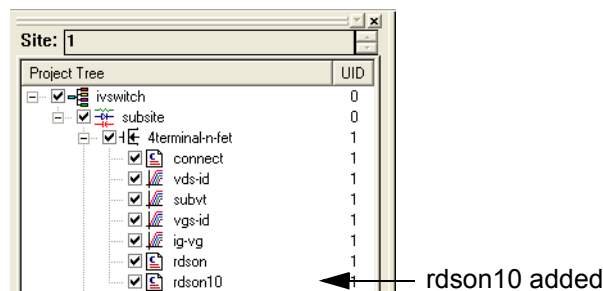 Site: 1
Project Tree UID
ivswitch 0
subsite 0
4terminal-n-fet 1
connect 1
vds-id 1
subvt 1
vgs-id 1
ig-vg 1
rdson 1
rdson10 1 rdson10 added